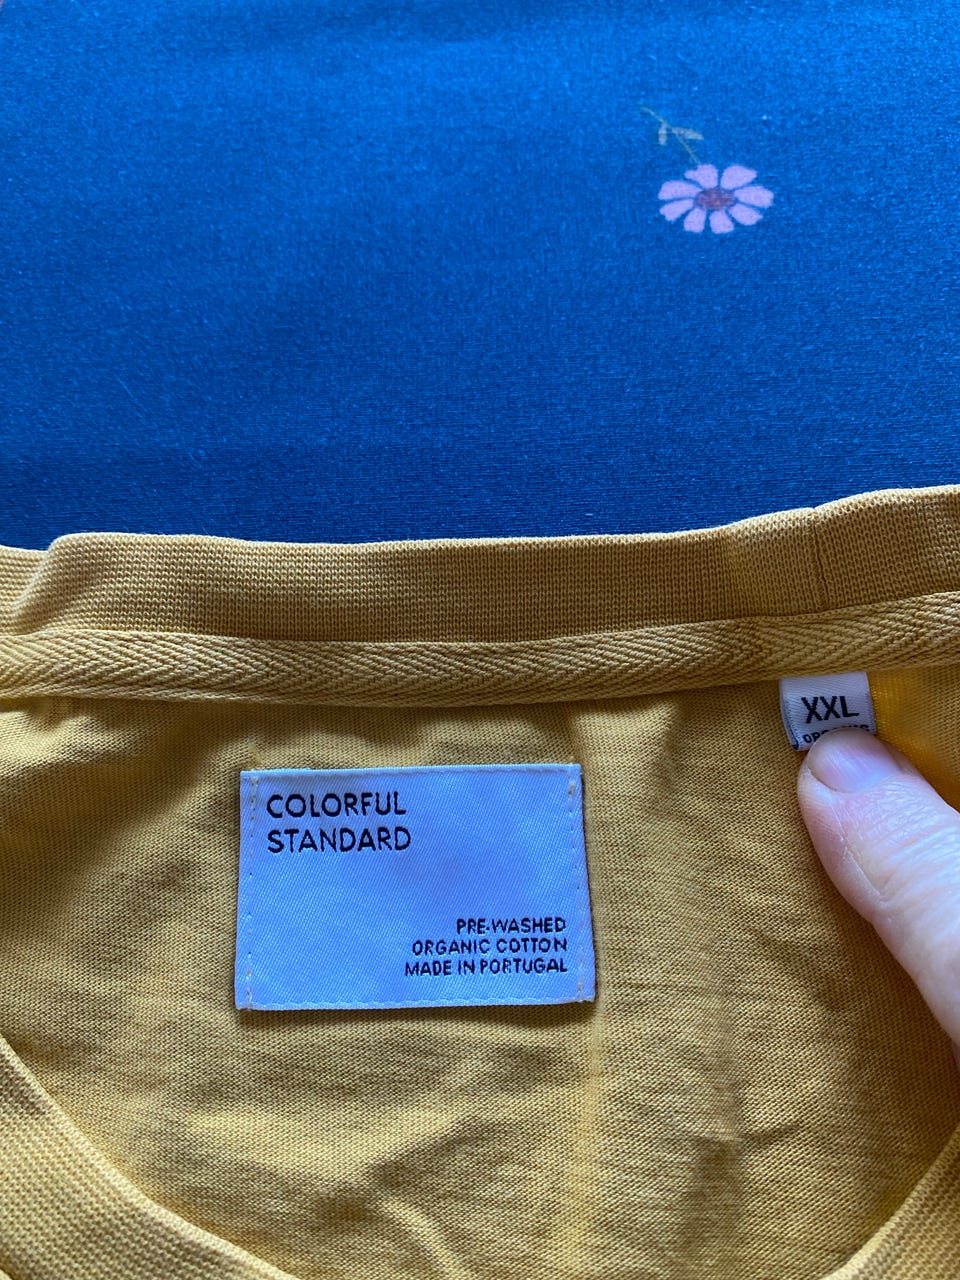 XXL
COLORFUL
STANDARD
PRE-WASHED
ORGANIC COTTON
MADE IN PORTUGAL